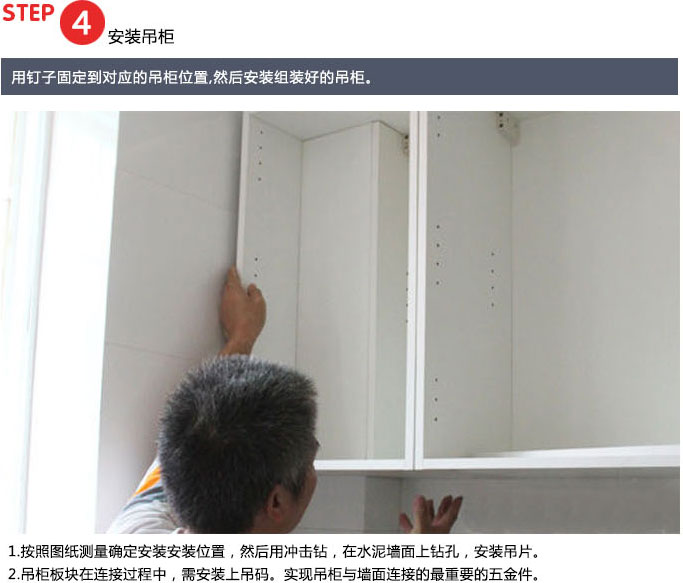 STEP 4 安装吊柜
用钉子固定到对应的吊柜位置,然后安装组装好的吊柜。
1.按照图纸测量确定安装安装位置，然后用冲击钻，在水泥墙面上钻孔，安装吊片。
2.吊柜板块在连接过程中，需安装上吊码。实现吊柜与墙面连接的最重要的五金件。